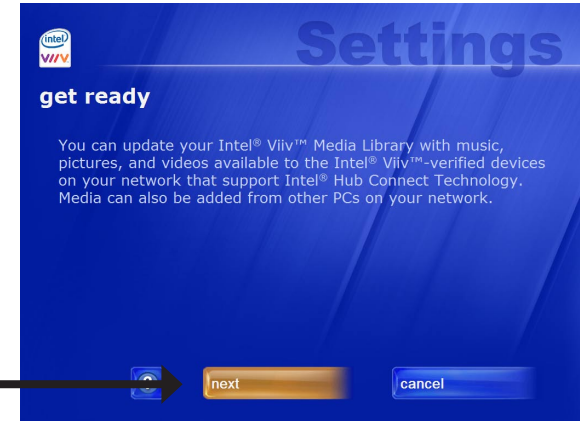 intel
VIIV
Settings
get ready
You can update your Intel® Viiv™ Media Library with music,
pictures, and videos available to the Intel® Viiv™-verified devices
on your network that support Intel® Hub Connect Technology.
Media can also be added from other PCs on your network.
next
cancel